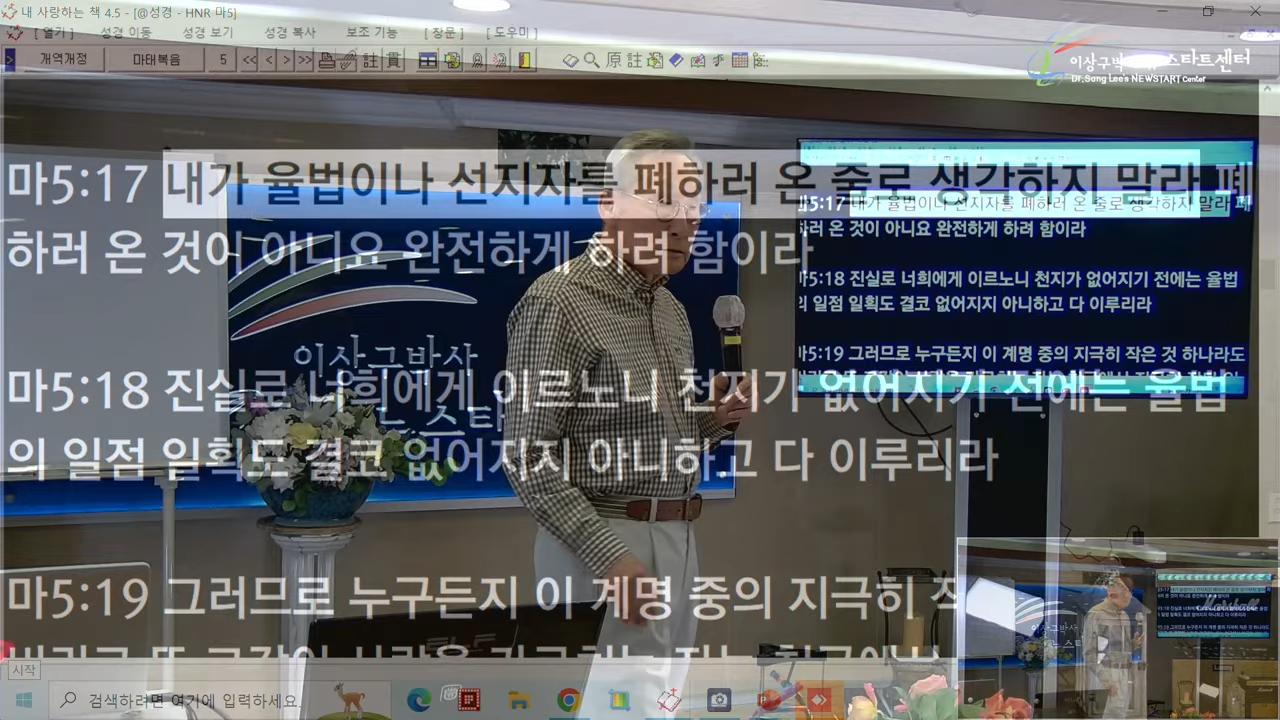 내 사랑하는 책 4.5 - [@성경 - HNR 마5]
[ 열기 ] 성경 이동 성경 보기 성경 복사 보조 기능 [ 창문 ] [ 도우미 ]
개역개정 마태복음 5 << < > >> 註 貫 原 註
이상구박사 뉴스타트센터
Dr.Sang Lee's NEWSTART Center
마5:17 내가 율법이나 선지자를 폐하러 온 줄로 생각하지 말라 폐
하러 온 것이 아니요 완전하게 하려 함이라
마5:18 진실로 너희에게 이르노니 천지가 없어지기 전에는 율법
의 일점 일획도 결코 없어지지 아니하고 다 이루리라
마5:19 그러므로 누구든지 이 계명 중의 지극히 작
이상구박사
뉴스타
마5:17 내가 율법이나 선지자를 폐하러 온 줄로 생각하지 말라 폐
하러 온 것이 아니요 완전하게 하려 함이라
마5:18 진실로 너희에게 이르노니 천지가 없어지기 전에는 율법
의 일점 일획도 결코 없어지지 아니하고 다 이루리라
마5:19 그러므로 누구든지 이 계명 중의 지극히 작은 것 하나라도
시작
검색하려면 여기에 입력하세요.